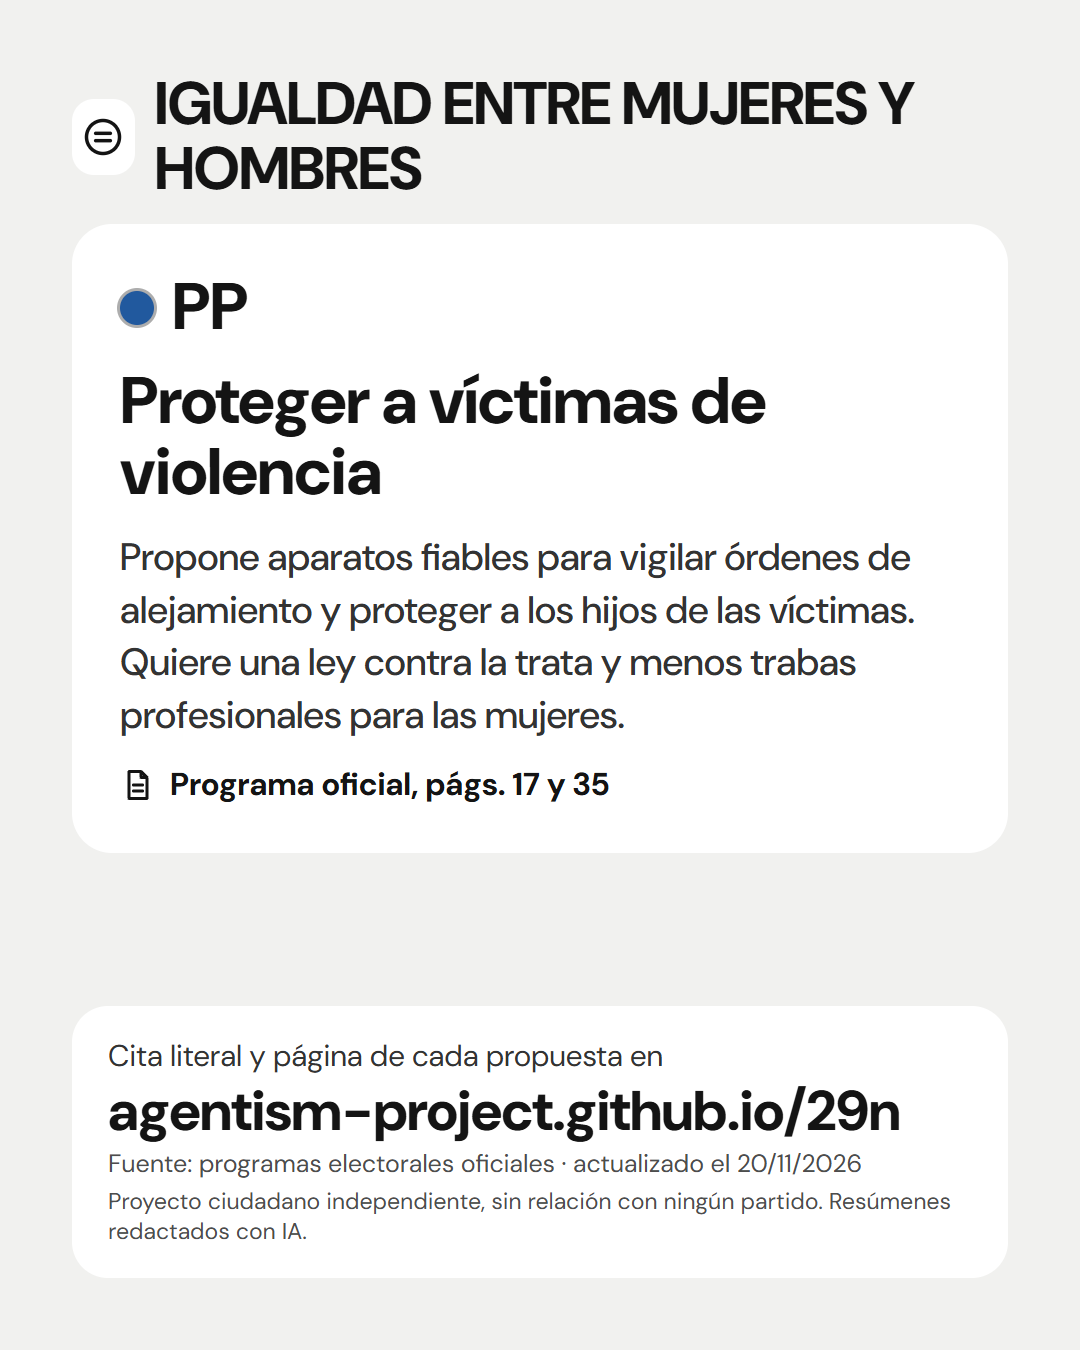 IGUALDAD ENTRE MUJERES Y
HOMBRES
PP
Proteger a víctimas de
violencia
Propone aparatos fiables para vigilar órdenes de
alejamiento y proteger a los hijos de las víctimas.
Quiere una ley contra la trata y menos trabas
profesionales para las mujeres.
Programa oficial, págs. 17 y 35
Cita literal y página de cada propuesta en
agentism-project.github.io/29n
Fuente: programas electorales oficiales · actualizado el 20/11/2026
Proyecto ciudadano independiente, sin relación con ningún partido. Resúmenes
redactados con IA.